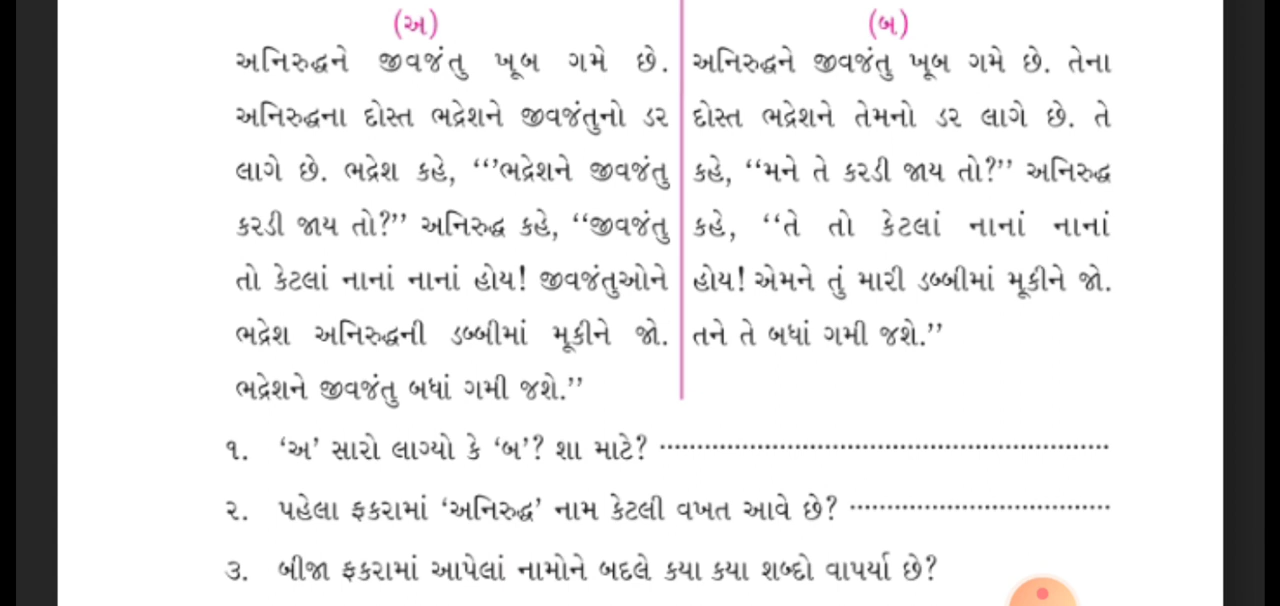 (અ)
અનિરુદ્ધને જીવજંતુ ખૂબ ગમે છે.
અનિરુદ્ધના દોસ્ત ભદ્રેશને જીવજંતુનો ડર
લાગે છે. ભદ્રેશ કહે, “‘ભદ્રેશને જીવજંતુ
કરડી જાય તો?” અનિરુદ્ધ કહે, “જીવજંતુ
તો કેટલાં નાનાં નાનાં હોય! જીવજંતુઓને
ભદ્રેશ અનિરુદ્ધની ડબ્બીમાં મૂકીને જો.
ભદ્રેશને જીવજંતુ બધાં ગમી જશે.”
(બ)
અનિરુદ્ધને જીવજંતુ ખૂબ ગમે છે. તેના
દોસ્ત ભદ્રેશને તેમનો ડર લાગે છે. તે
કહે, “મને તે કરડી જાય તો?” અનિરુદ્ધ
કહે, “તે તો કેટલાં નાનાં નાનાં
હોય! એમને તું મારી ડબ્બીમાં મૂકીને જો.
તને તે બધાં ગમી જશે.”
૧. ‘અ’ સારો લાગ્યો કે ‘બ’? શા માટે? ........................................
૨. પહેલા ફકરામાં ‘અનિરુદ્ધ’ નામ કેટલી વખત આવે છે? ........................
૩. બીજા ફકરામાં આપેલાં નામોને બદલે કયા કયા શબ્દો વાપર્યા છે?